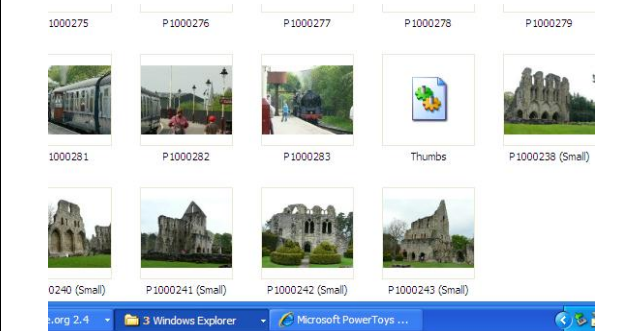 1000275
P1000276
P1000277
P1000278
P1000279
1000281
P1000282
P1000283
Thumbs
P1000238 (Small)
0240 (Small)
P1000241 (Small)
P1000242 (Small)
P1000243 (Small)
.org 2.4
3 Windows Explorer
Microsoft PowerToys ...